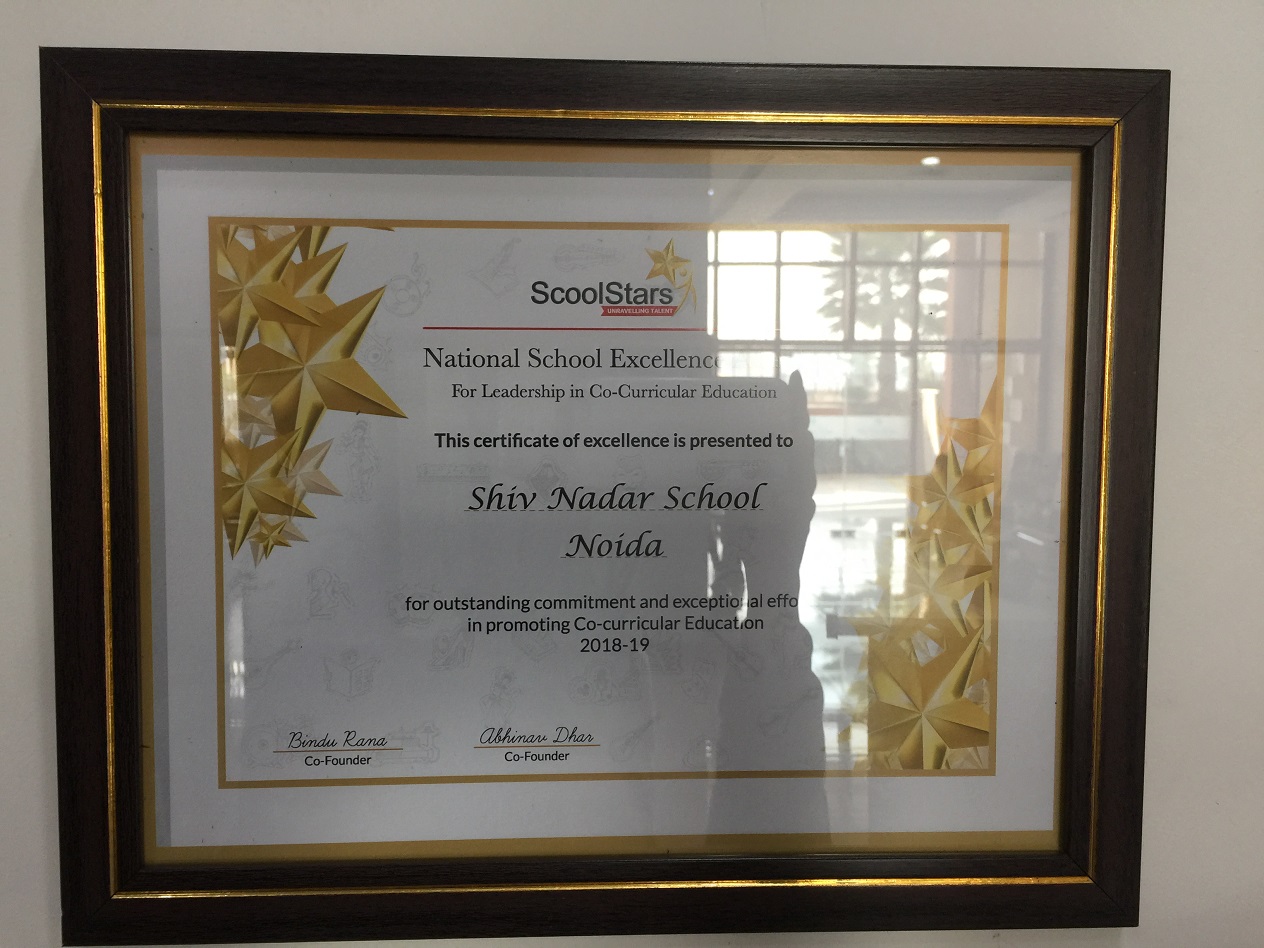 ScoolStars
UNRAVELLING TALENT
National School Excellence
For Leadership in Co-Curricular Education
This certificate of excellence is presented to
Shiv Nadar School
Noida
for outstanding commitment and exceptional effo
in promoting Co-curricular Education
2018-19
Bindu Rana
Co-Founder
Abhinav Dhar
Co-Founder